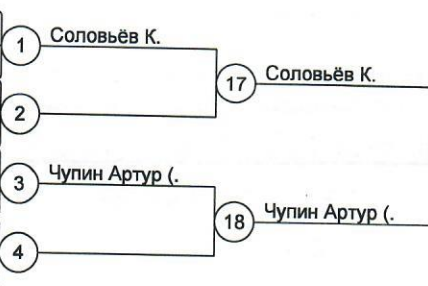 1 Соловьёв К.
17 Соловьёв К.
2
3 Чупин Артур (.
18 Чупин Артур (.
4